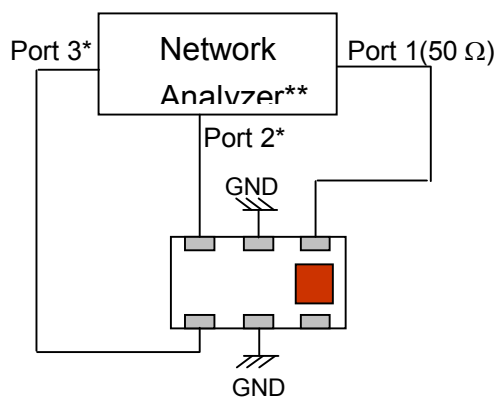 Port 3*
Network
Analyzer**
Port 1(50 Ω)
Port 2*
GND
GND